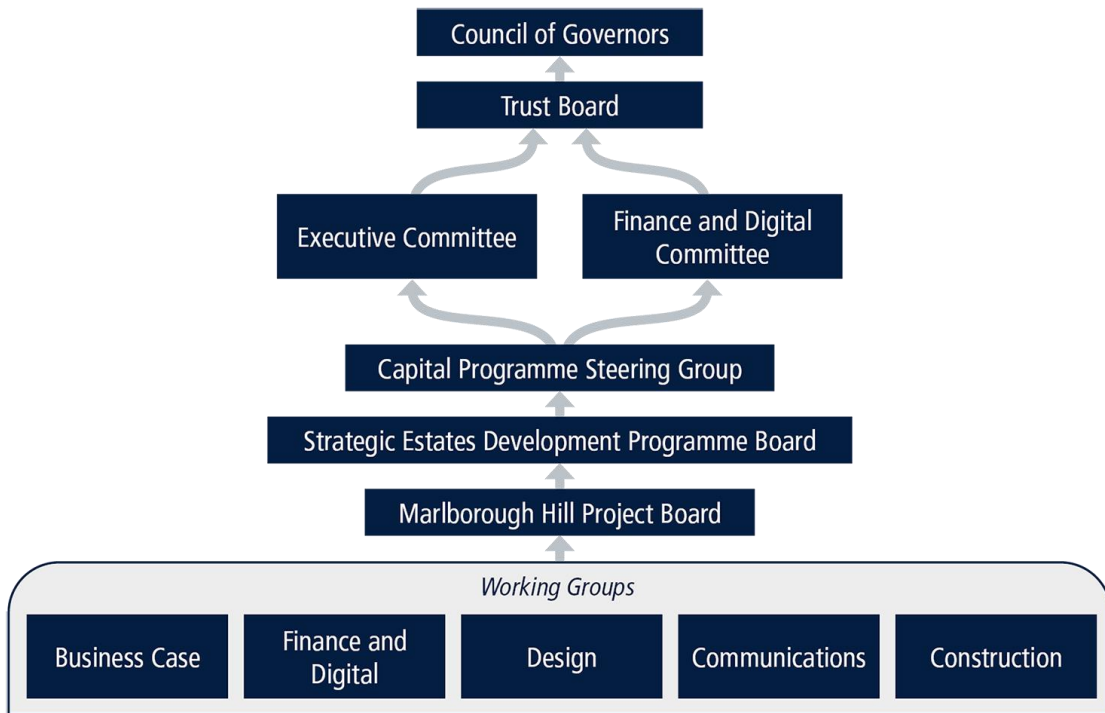 Council of Governors
Trust Board
Executive Committee
Finance and Digital
Committee
Capital Programme Steering Group
Strategic Estates Development Programme Board
Marlborough Hill Project Board
Working Groups
Business Case
Finance and
Digital
Design
Communications
Construction